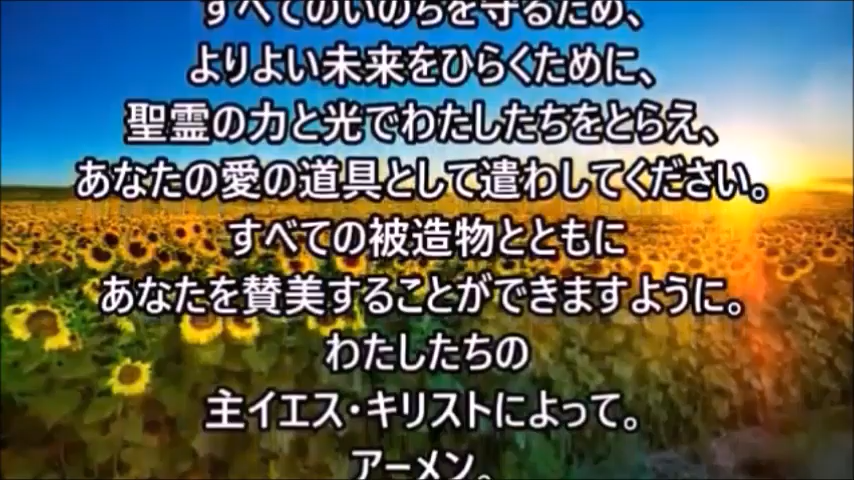 すべてのいのちを守るため、
よりよい未来をひらくために、
聖霊の力と光でわたしたちをとらえ、
あなたの愛の道具として遣わしてください。
すべての被造物とともに
あなたを賛美することができますように。
わたしたちの
主イエス・キリストによって。
アーメン。